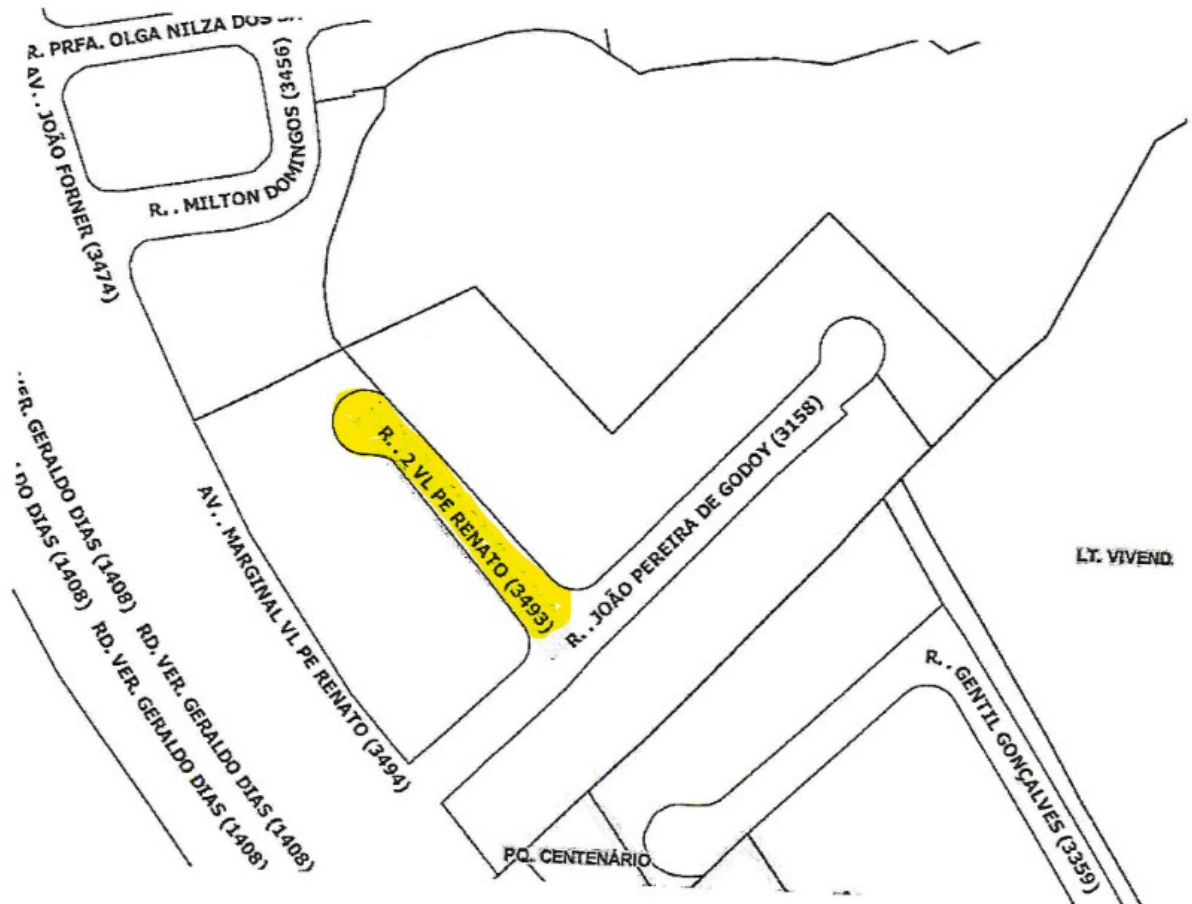 R. PRFA. OLGA NILZA DOS
AV. . JOÃO FORNER (3474)
R. . MILTON DOMINGOS (3456)
R. . 2 VL PE RENATO (3493)
R. . JOÃO PEREIRA DE GODOY (3158)
AV. . MARGINAL VL PE RENATO (3494)
VER. GERALDO DIAS (1408) RD. VER. GERALDO DIAS (1408)
DO DIAS (1408) RD. VER. GERALDO DIAS (1408)
LT. VIVEND
R. . GENTIL GONÇALVES (3359)
PQ. CENTENÁRIO